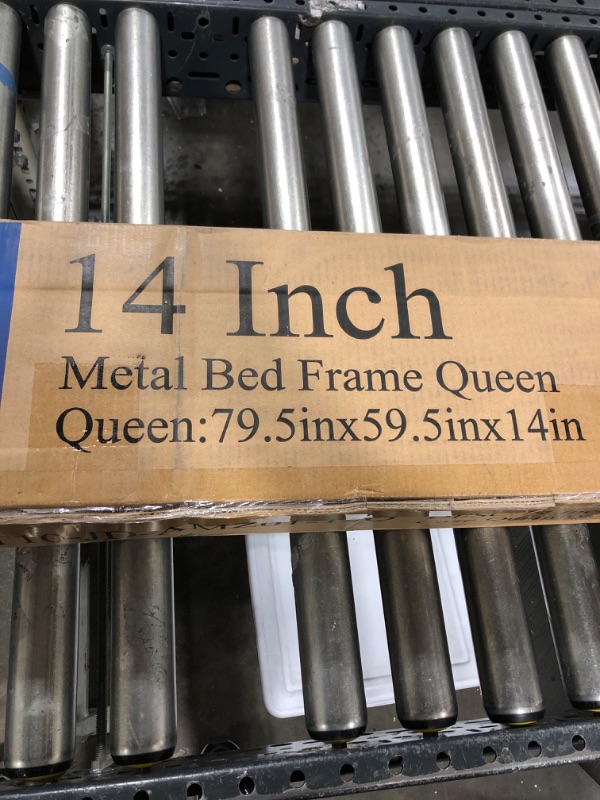 14 Inch
Metal Bed Frame Queen
Queen:79.5inx59.5inx14in